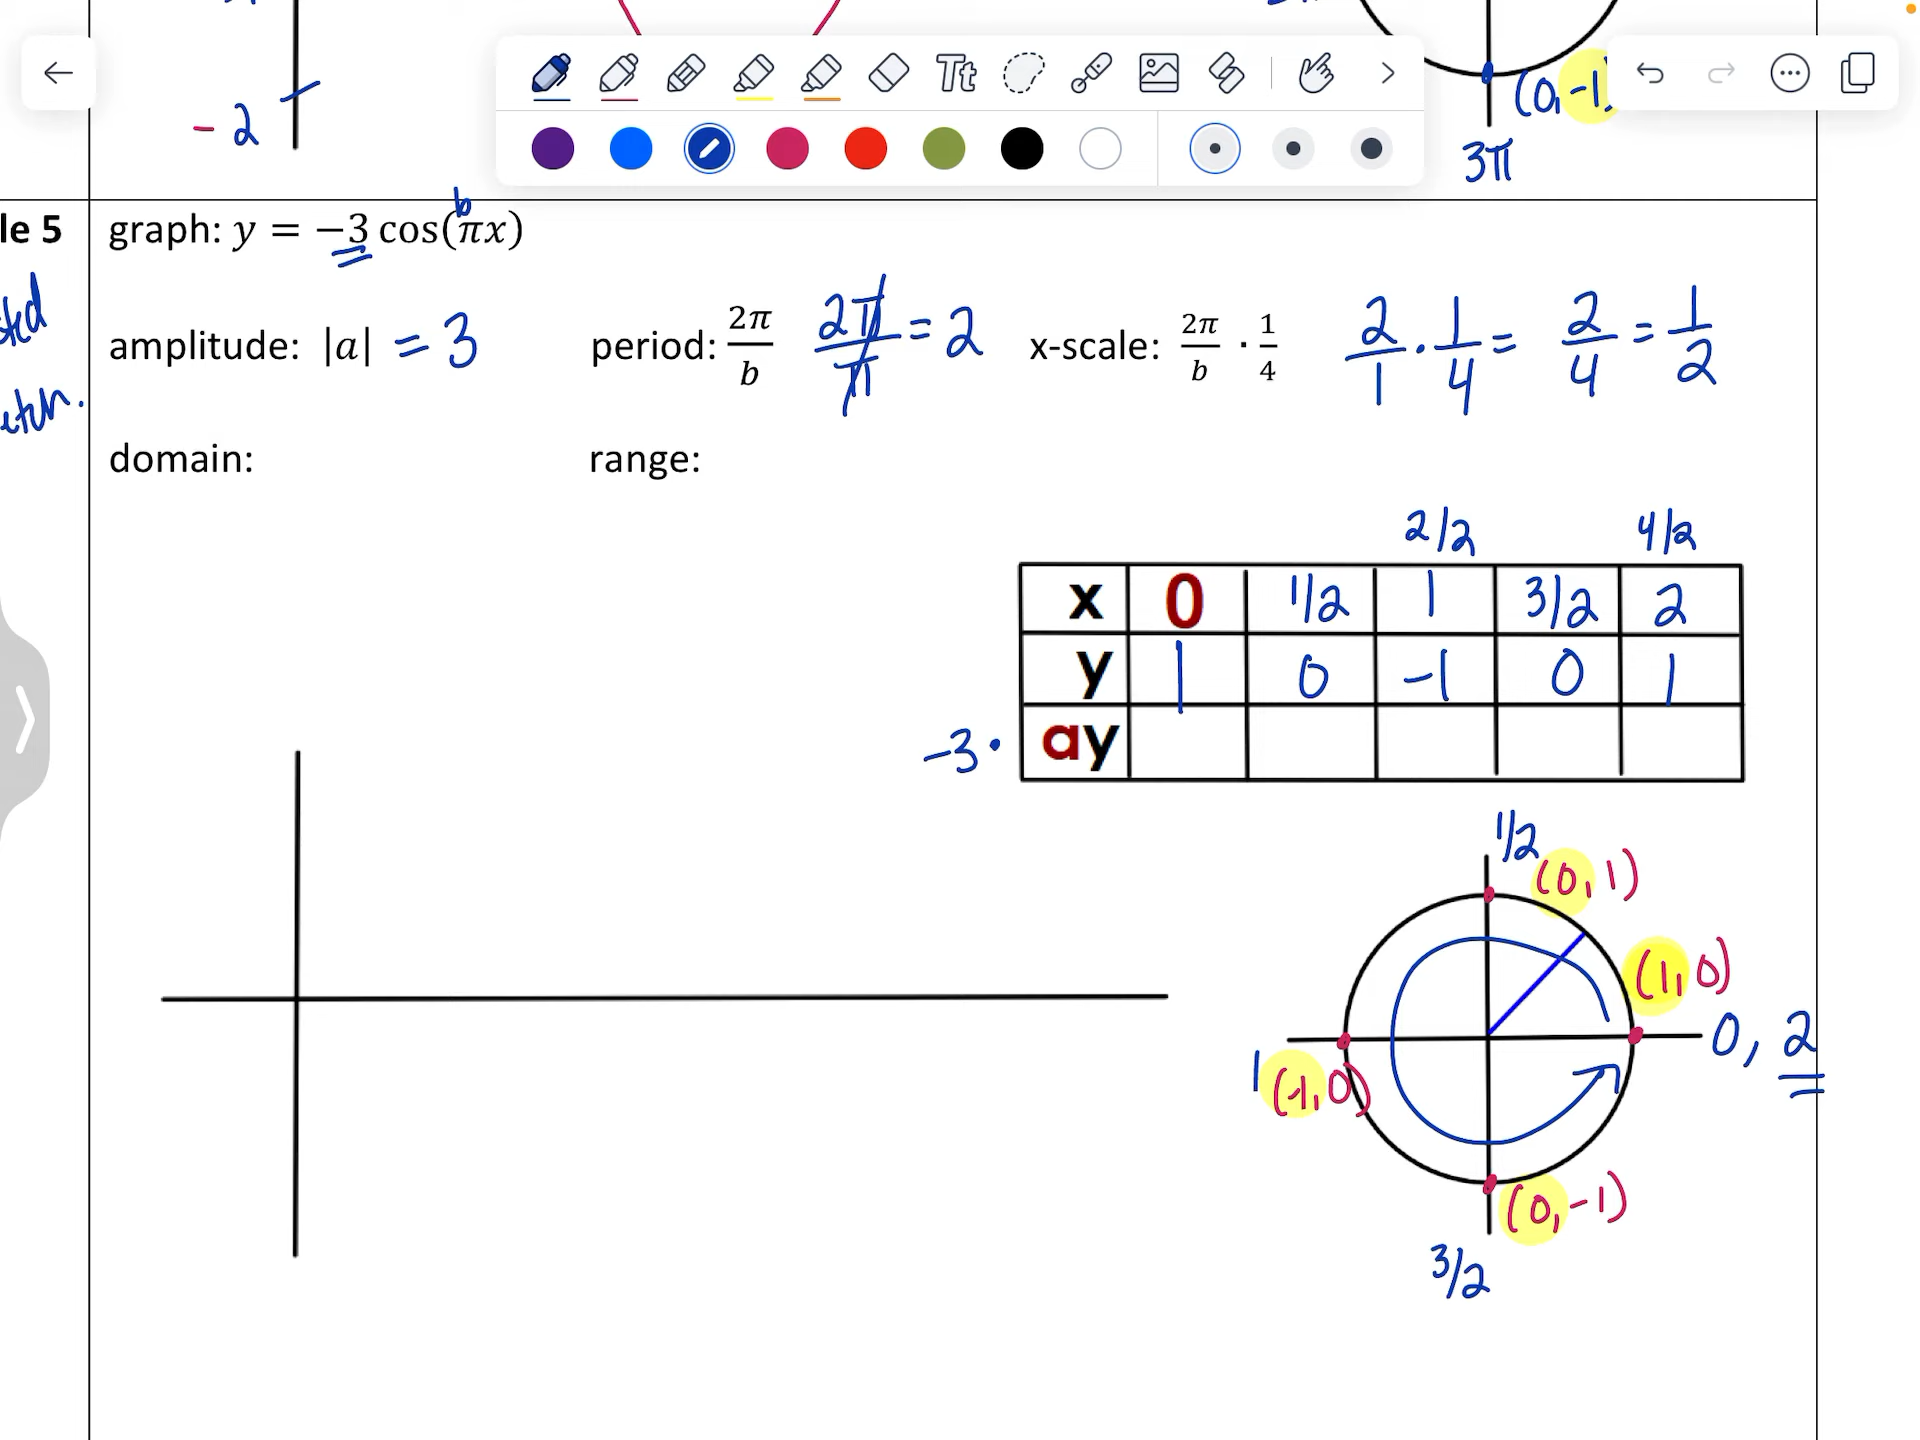 - 2
Tt
(0, -1)
3π
le 5
graph: y = −3 cos(πx)
b
amplitude: |a| = 3
period: 2π/b 2π/π = 2
x-scale: 2π/b · 1/4 2/1 · 1/4 = 2/4 = 1/2
domain:
range:
2/2 4/2
x 0 1/2 1 3/2 2
y 1 0 -1 0 1
-3 · ay
1/2
(0, 1)
(1, 0)
0, 2
1 (-1, 0)
(0, -1)
3/2